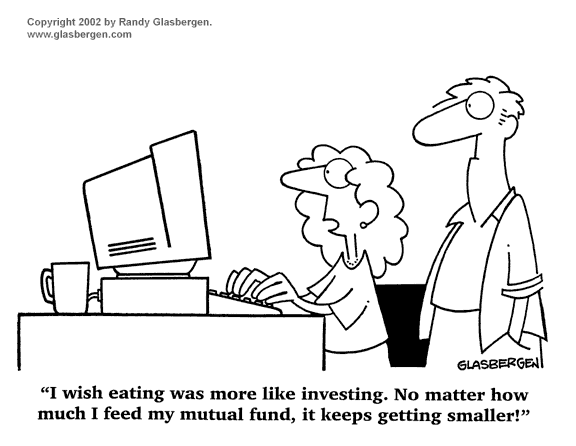 Copyright 2002 by Randy Glasbergen.
www.glasbergen.com
GLASBERGEN
“I wish eating was more like investing. No matter how
much I feed my mutual fund, it keeps getting smaller!”